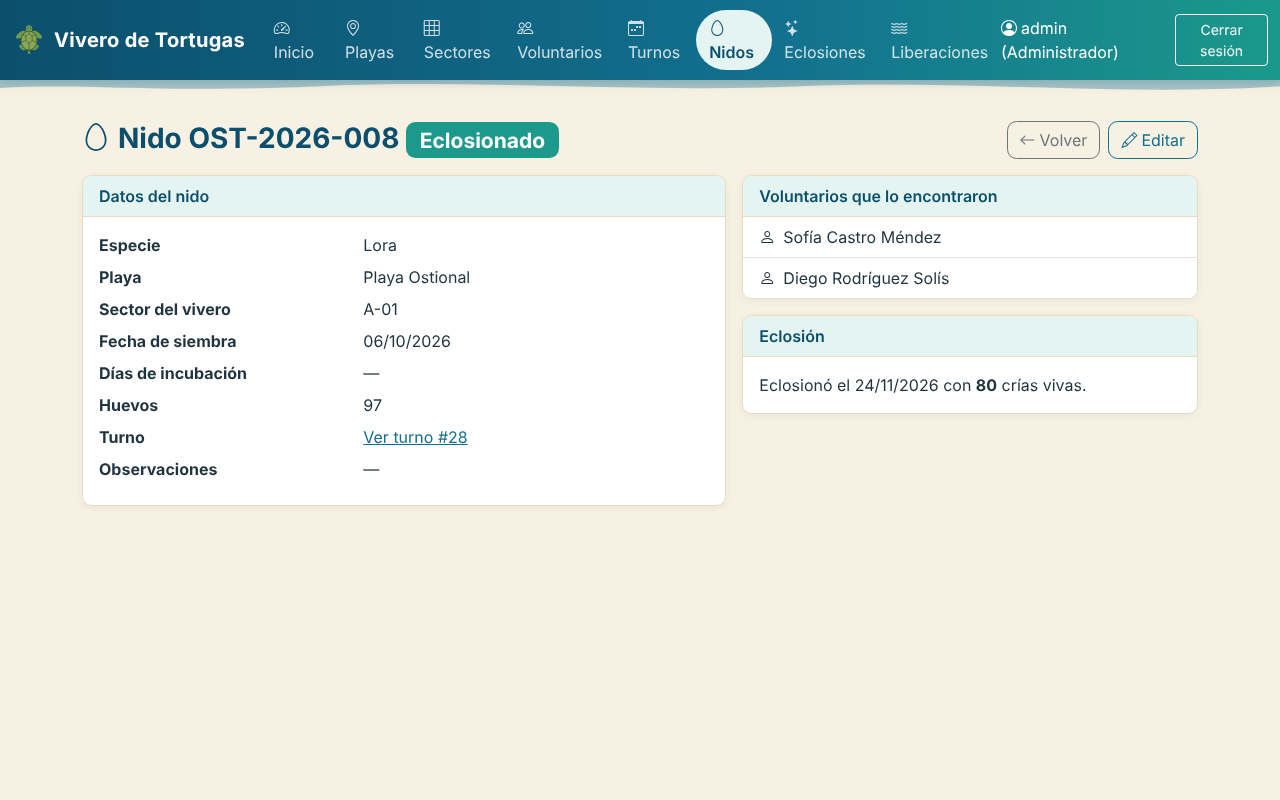 Vivero de Tortugas
Inicio
Playas
Sectores
Voluntarios
Turnos
Nidos
Eclosiones
Liberaciones
admin
(Administrador)
Cerrar
sesión
Nido OST-2026-008 Eclosionado
← Volver
Editar
Datos del nido
Especie Lora
Playa Playa Ostional
Sector del vivero A-01
Fecha de siembra 06/10/2026
Días de incubación —
Huevos 97
Turno Ver turno #28
Observaciones —
Voluntarios que lo encontraron
Sofía Castro Méndez
Diego Rodríguez Solís
Eclosión
Eclosionó el 24/11/2026 con 80 crías vivas.